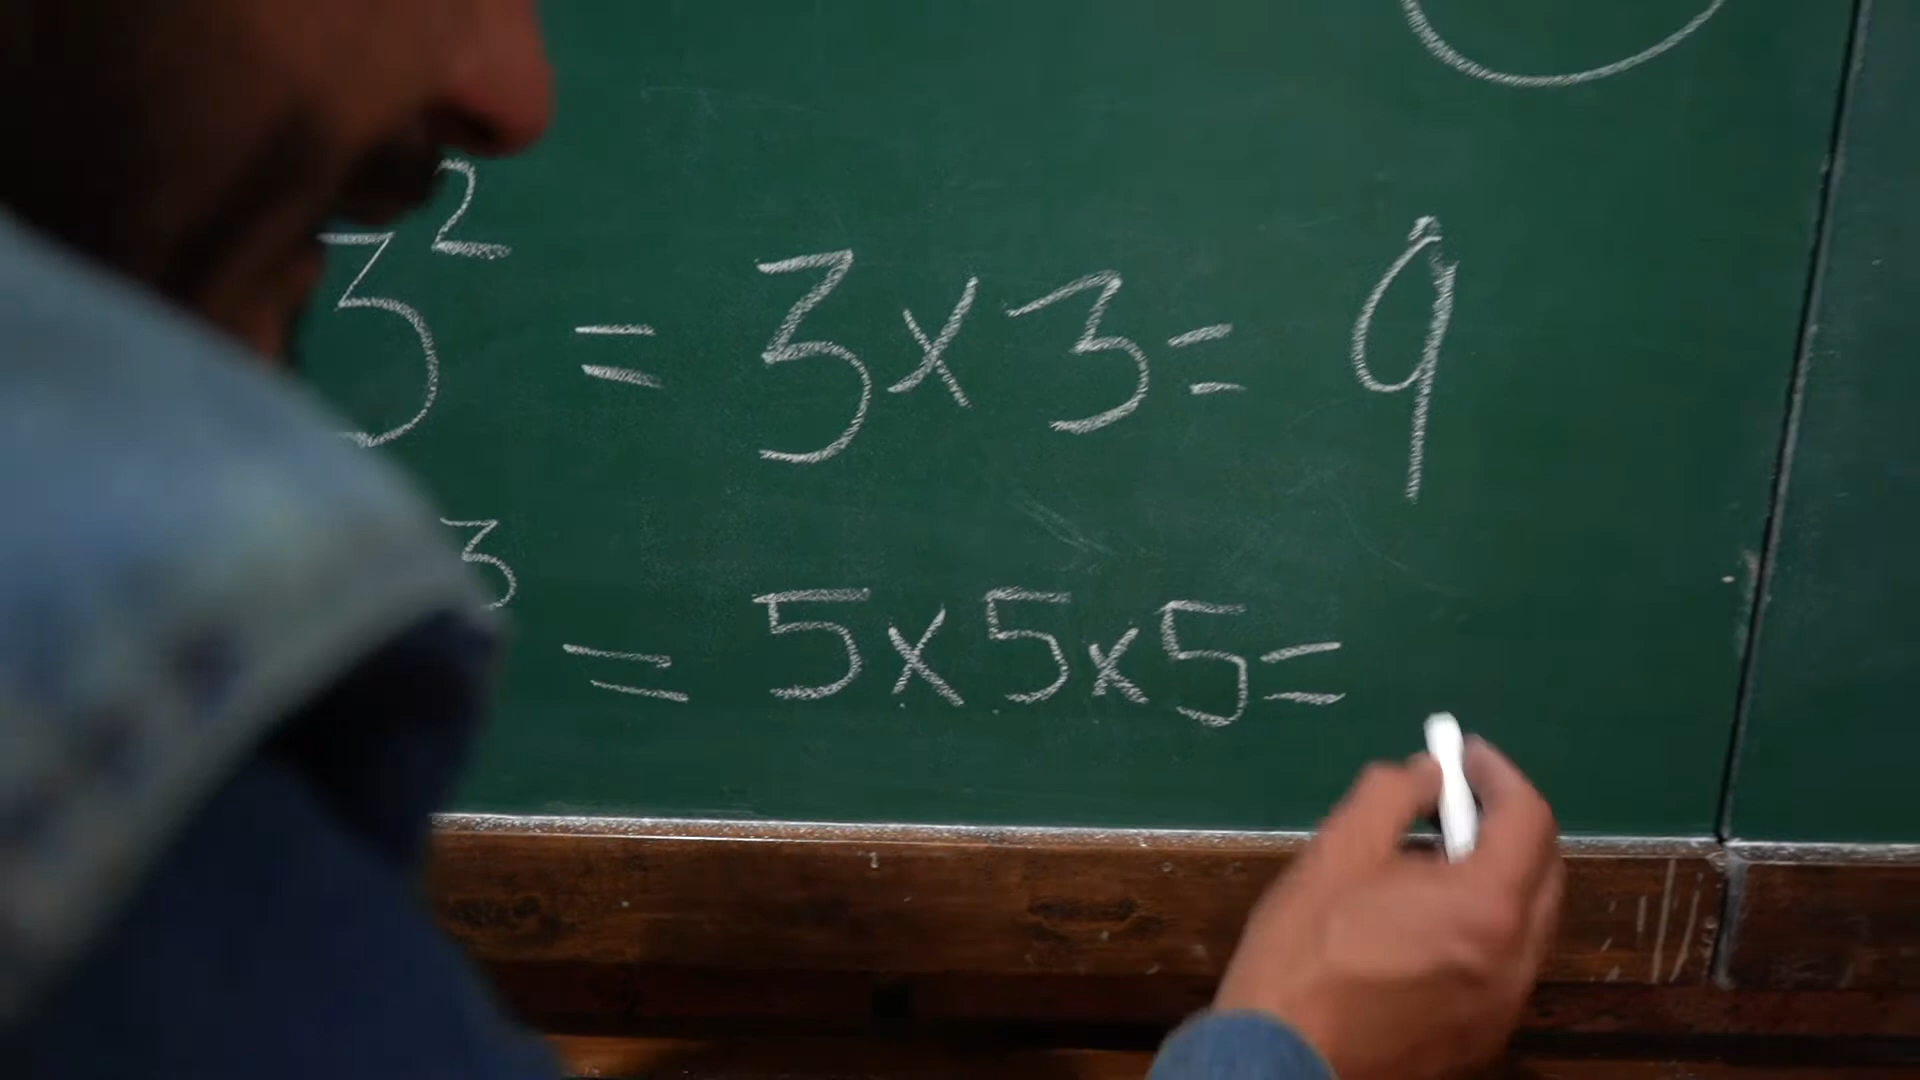 3² = 3x3= 9
³ = 5x5x5=